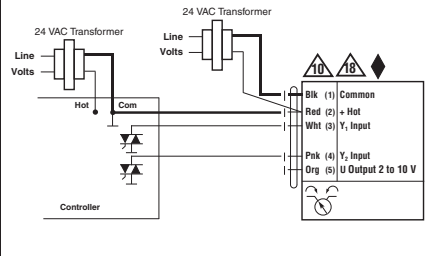 24 VAC Transformer
24 VAC Transformer
Line
Volts
Line
Volts
10
18
Hot
Com
Blk (1) Common
Red (2) + Hot
Wht (3) Y₁ Input
Pnk (4) Y₂ Input
Org (5) U Output 2 to 10 V
Controller